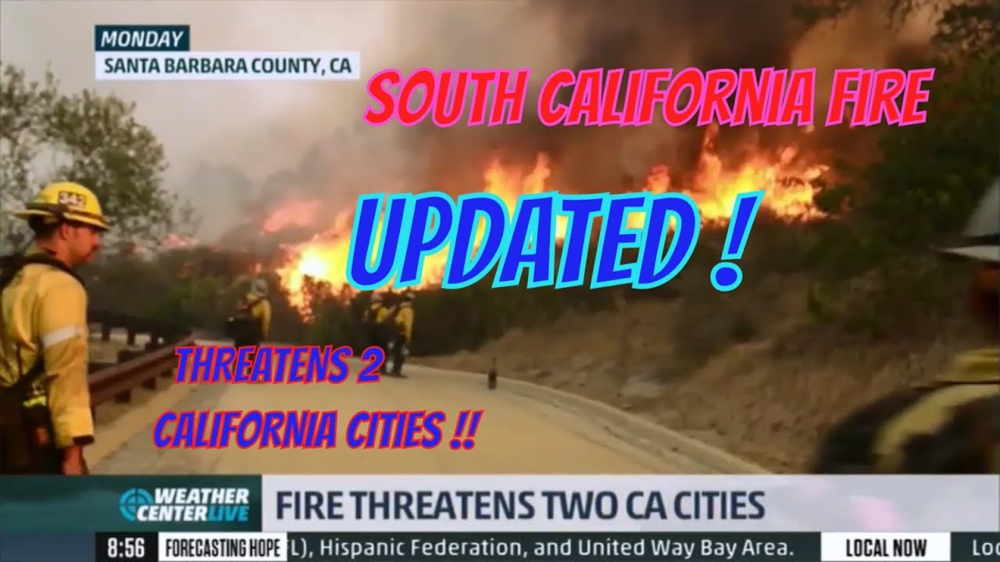 MONDAY
SANTA BARBARA COUNTY, CA
SOUTH CALIFORNIA FIRE
UPDATED !
342
THREATENS 2
CALIFORNIA CITIES !!
WEATHER
CENTER LIVE
FIRE THREATENS TWO CA CITIES
8:56
FORECASTING HOPE
L), Hispanic Federation, and United Way Bay Area.
LOCAL NOW
Lo